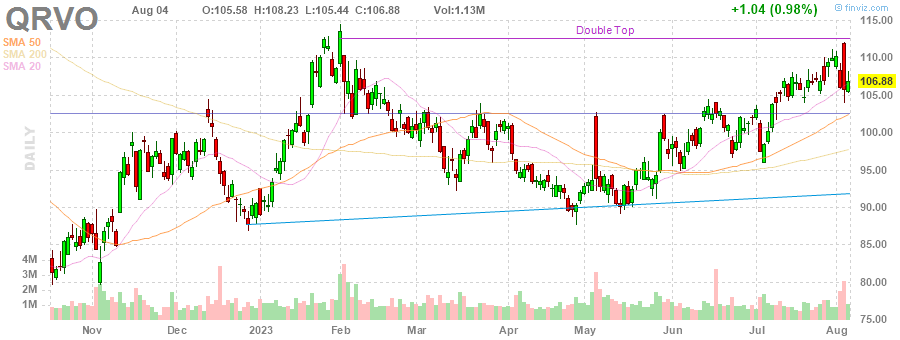 QRVO Aug 04 O:105.58 H:108.23 L:105.44 C:106.88 Vol:1.13M +1.04 (0.98%)
© finviz.com
SMA 50
SMA 200
SMA 20
Double Top
DAILY
115.00
110.00
106.88
105.00
100.00
95.00
90.00
85.00
80.00
75.00
4M
3M
2M
1M
Nov Dec 2023 Feb Mar Apr May Jun Jul Aug